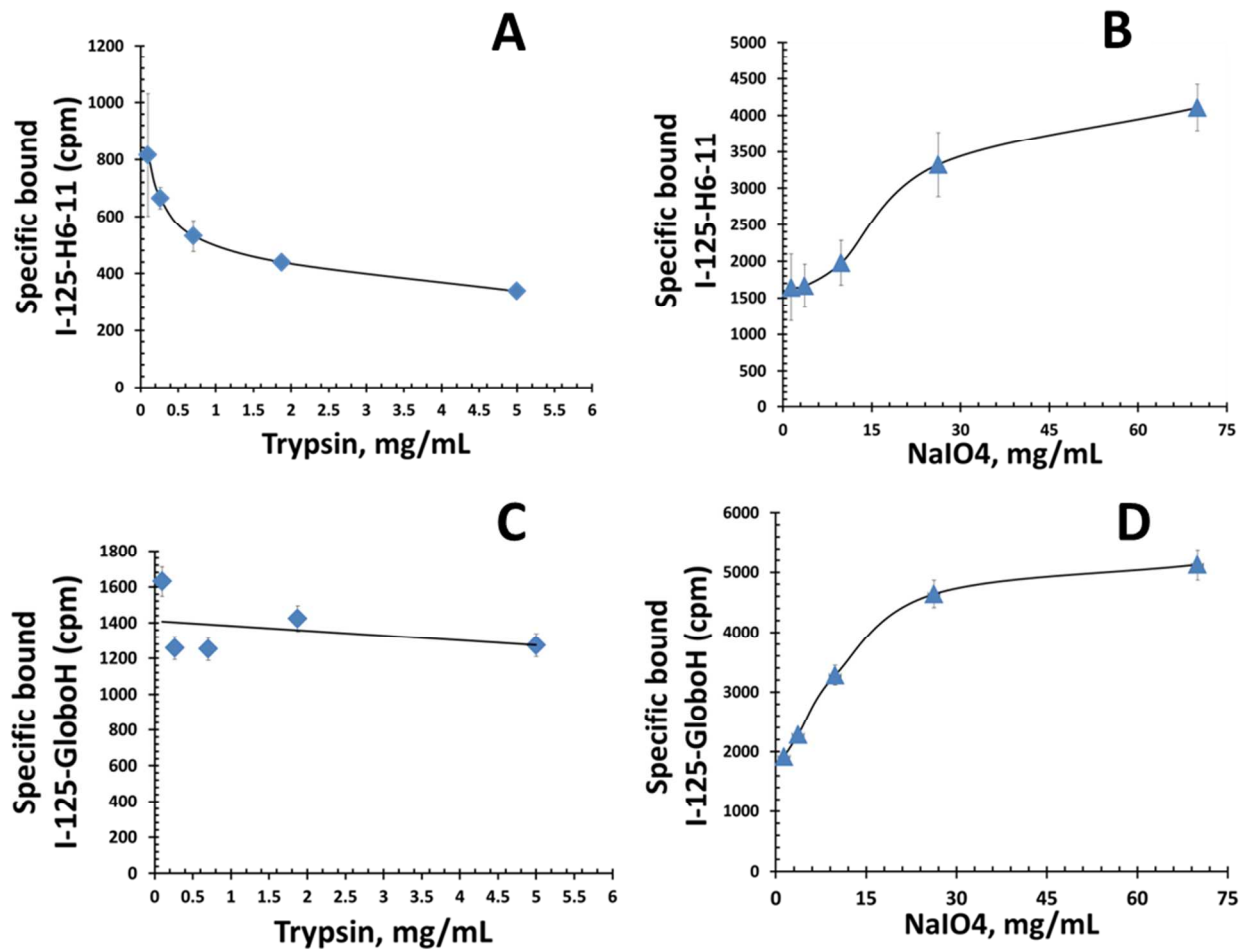 A
Specific bound
I-125-H6-11 (cpm)
1200
1000
800
600
400
200
0
0 0.5 1 1.5 2 2.5 3 3.5 4 4.5 5 5.5 6
Trypsin, mg/mL
B
Specific bound
I-125-H6-11
5000
4500
4000
3500
3000
2500
2000
1500
1000
500
0
0 15 30 45 60 75
NaIO4, mg/mL
C
Specific bound
I-125-GloboH (cpm)
1800
1600
1400
1200
1000
800
600
400
200
0
0 0.5 1 1.5 2 2.5 3 3.5 4 4.5 5 5.5 6
Trypsin, mg/mL
D
Specific bound
I-125-GloboH (cpm)
6000
5000
4000
3000
2000
1000
0
0 15 30 45 60 75
NaIO4, mg/mL